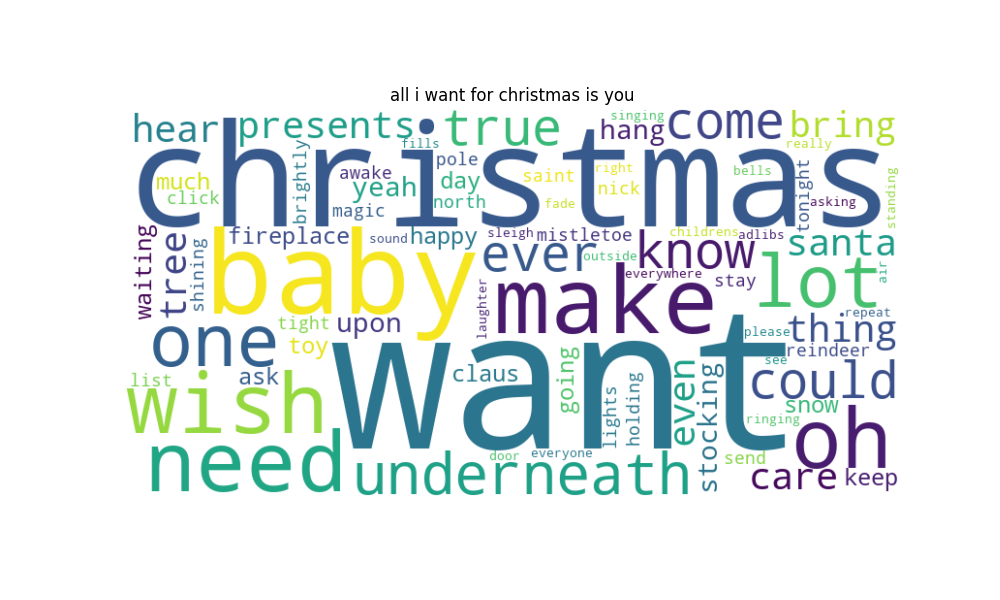 all i want for christmas is you
singing
hear presents true hang come bring
fills really
christmas
brightly
pole
awake saint right bells
much yeah day nick tonight standing
click north fade asking
magic
waiting tree fireplace sound happy sleigh mistletoe childrens adlibs
shining baby ever know santa
outside
everywhere air
make stay lot
laughter
repeat
one tight upon please thing
toy reindeer
see
want
list ask claus going could
lights holding even stocking snow
wish ringing oh
need door everyone send
underneath care keep